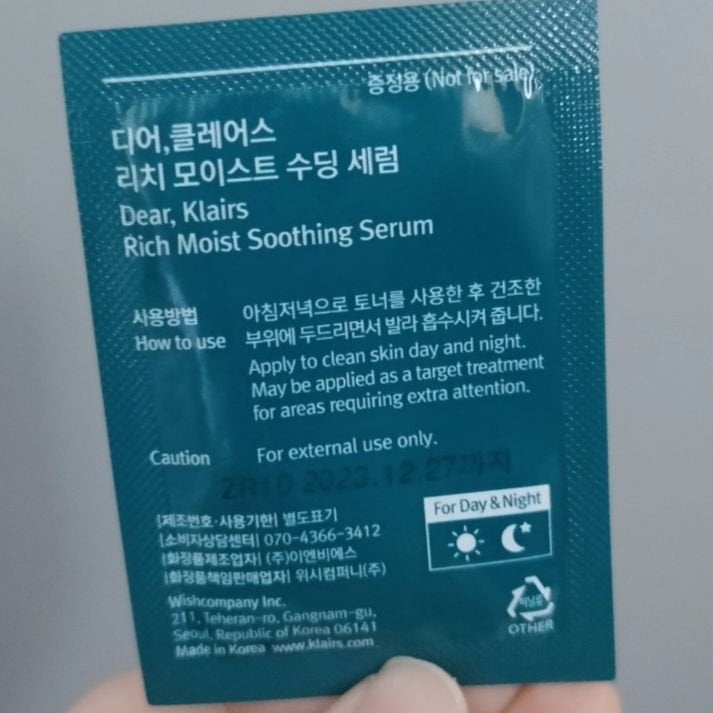 증정용 (Not for sale)
디어,클레어스
리치 모이스트 수딩 세럼
Dear, Klairs
Rich Moist Soothing Serum
사용방법
How to use
아침저녁으로 토너를 사용한 후 건조한
부위에 두드리면서 발라 흡수시켜 줍니다.
Apply to clean skin day and night.
May be applied as a target treatment
for areas requiring extra attention.
Caution
For external use only.
ZR10 2023.12.27까지
|제조번호·사용기한| 별도표기
|소비자상담센터| 070-4366-3412
|화장품제조업자| (주)이앤비에스
|화장품책임판매업자| 위시컴퍼니(주)
For Day & Night
Wishcompany Inc.
211, Teheran-ro, Gangnam-gu,
Seoul, Republic of Korea 06141
Made in Korea www.klairs.com
비닐류
OTHER